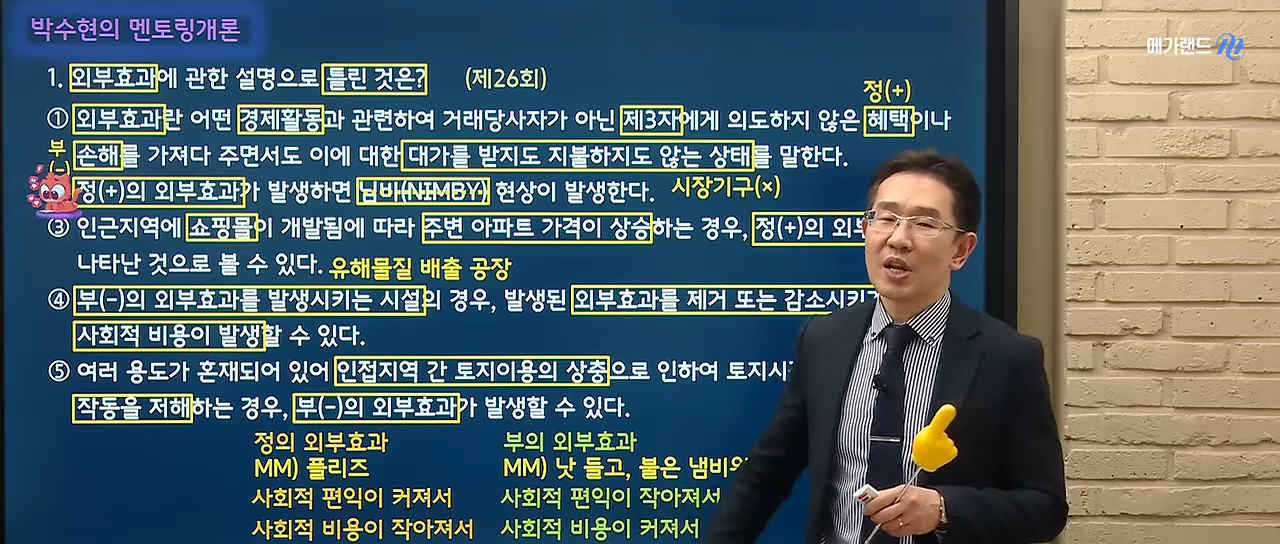 박수현의 멘토링개론
메가랜드
1. 외부효과에 관한 설명으로 틀린 것은? (제26회)
정(+)
① 외부효과란 어떤 경제활동과 관련하여 거래당사자가 아닌 제3자에게 의도하지 않은 혜택이나
부
손해를 가져다 주면서도 이에 대한 대가를 받지도 지불하지도 않는 상태를 말한다.
정(+)의 외부효과가 발생하면 님비(NIMBY) 현상이 발생한다. 시장기구(×)
③ 인근지역에 쇼핑몰이 개발됨에 따라 주변 아파트 가격이 상승하는 경우, 정(+)의 외부
나타난 것으로 볼 수 있다. 유해물질 배출 공장
④ 부(-)의 외부효과를 발생시키는 시설의 경우, 발생된 외부효과를 제거 또는 감소시키
사회적 비용이 발생할 수 있다.
⑤ 여러 용도가 혼재되어 있어 인접지역 간 토지이용의 상충으로 인하여 토지시
작동을 저해하는 경우, 부(-)의 외부효과가 발생할 수 있다.
정의 외부효과 부의 외부효과
MM) 플리즈 MM) 낫 들고, 불은 냄비
사회적 편익이 커져서 사회적 편익이 작아져서
사회적 비용이 작아져서 사회적 비용이 커져서